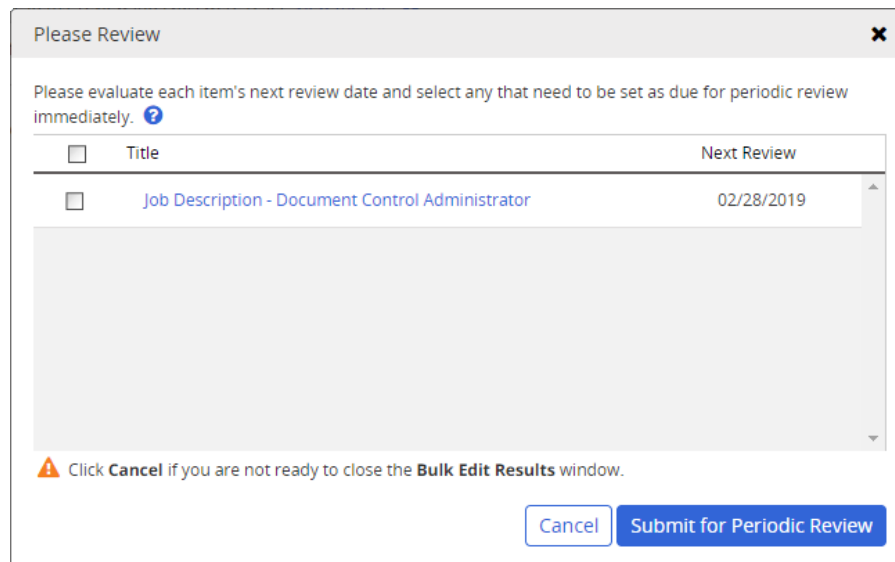 Please Review
Please evaluate each item's next review date and select any that need to be set as due for periodic review
immediately.
Title Next Review
Job Description - Document Control Administrator 02/28/2019
Click Cancel if you are not ready to close the Bulk Edit Results window.
Cancel Submit for Periodic Review